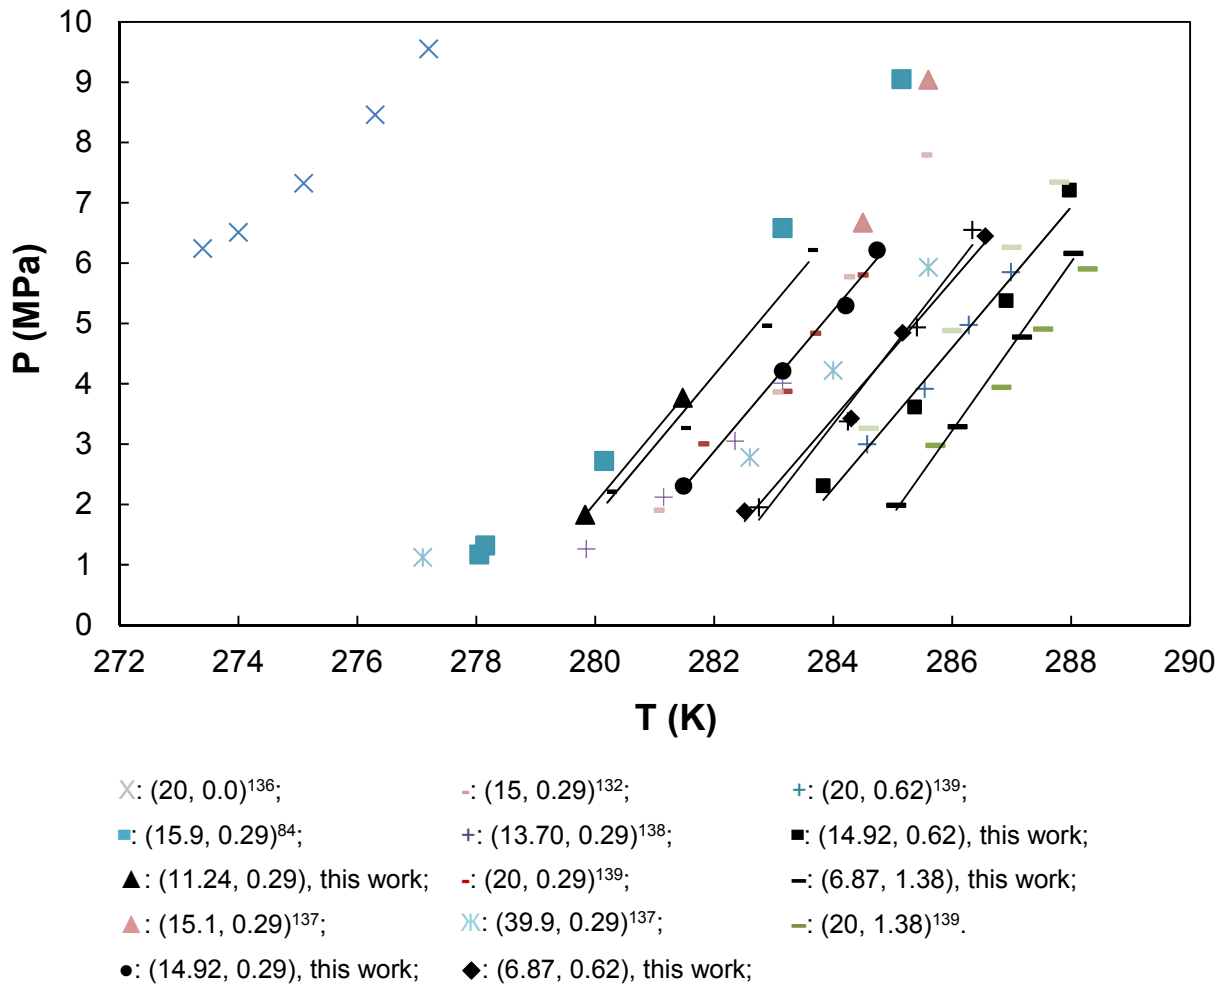 10
9
8
7
6
5
4
3
2
1
0
P (MPa)
272 274 276 278 280 282 284 286 288 290
T (K)
: (20, 0.0)136; : (15, 0.29)132; : (20, 0.62)139;
: (15.9, 0.29)84; : (13.70, 0.29)138; : (14.92, 0.62), this work;
: (11.24, 0.29), this work; : (20, 0.29)139; : (6.87, 1.38), this work;
: (15.1, 0.29)137; : (39.9, 0.29)137; : (20, 1.38)139.
: (14.92, 0.29), this work; : (6.87, 0.62), this work;